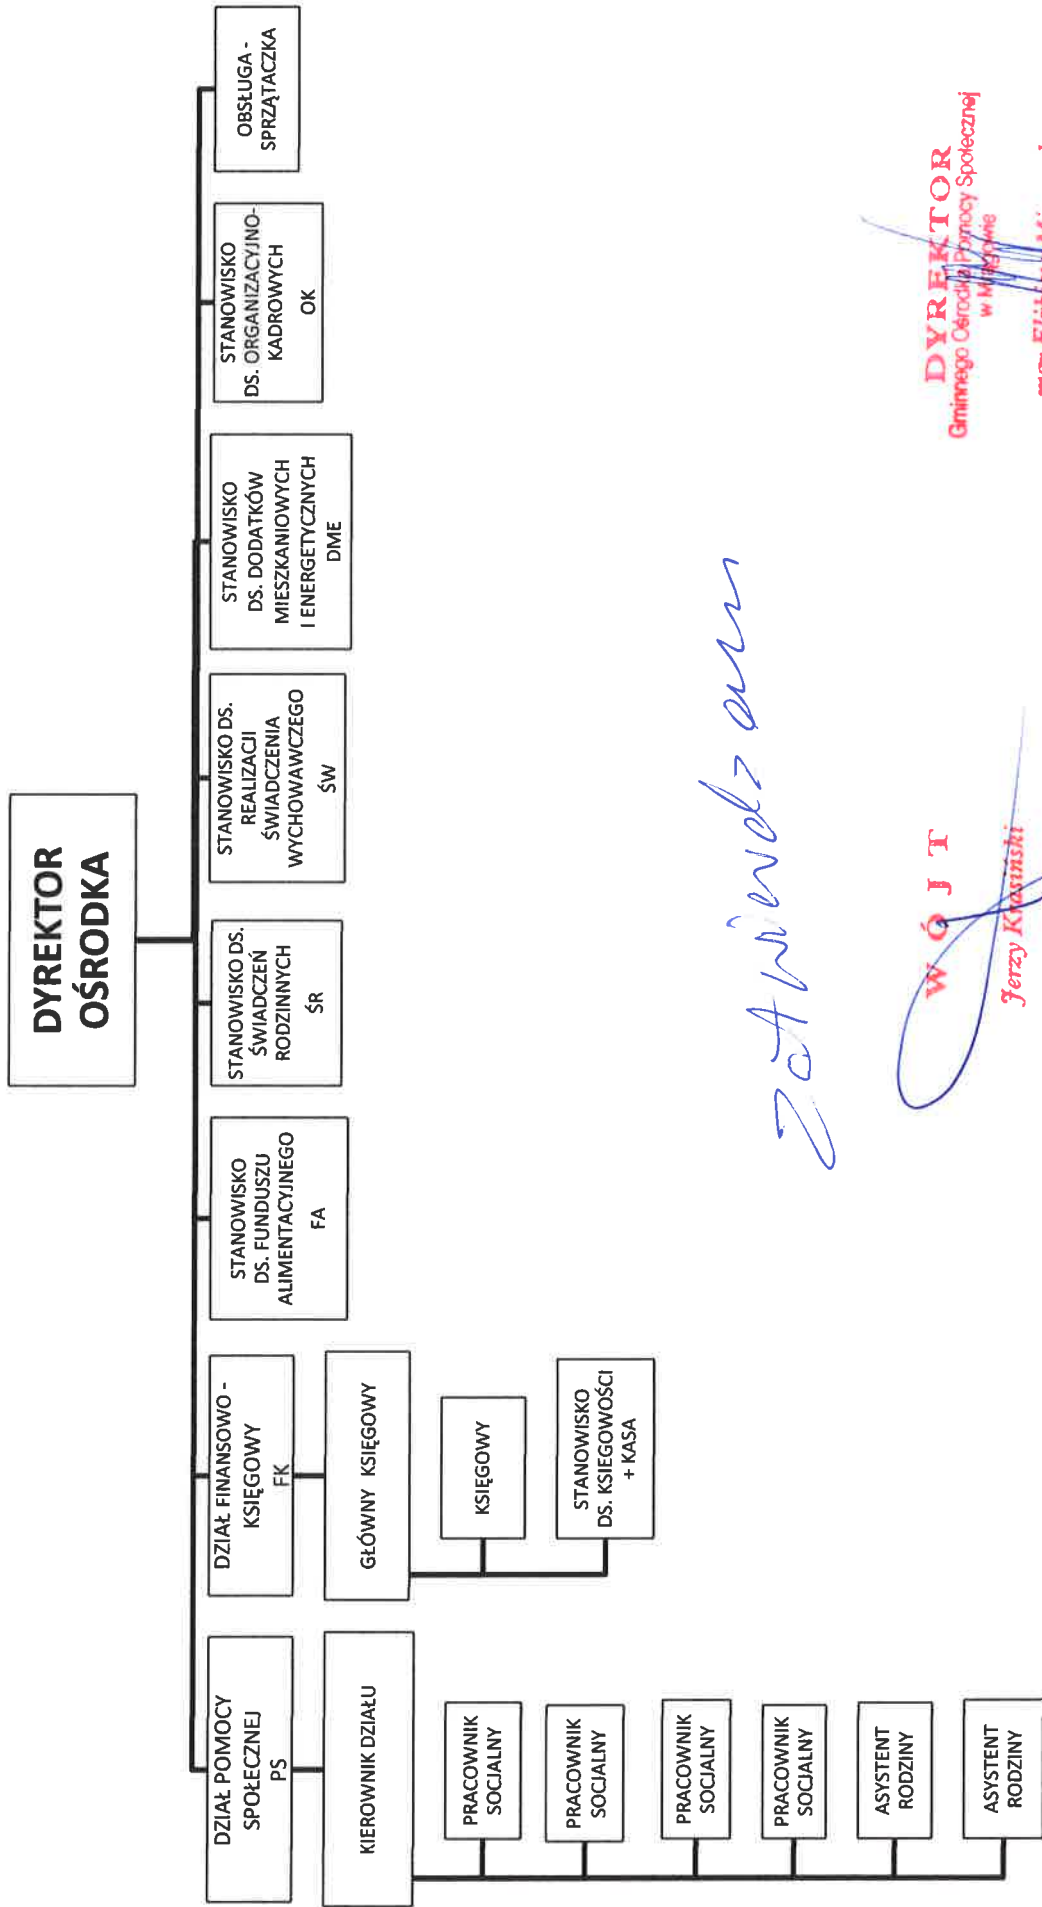 DYREKTOR
OŚRODKA
DZIAŁ POMOCY
SPOŁECZNEJ
PS
DZIAŁ FINANSOWO -
KSIĘGOWY
FK
STANOWISKO
DS. FUNDUSZU
ALIMENTACYJNEGO
FA
STANOWISKO DS.
ŚWIADCZEŃ
RODZINNYCH
ŚR
STANOWISKO DS.
REALIZACJI
ŚWIADCZENIA
WYCHOWAWCZEGO
ŚW
STANOWISKO
DS. DODATKÓW
MIESZKANIOWYCH
I ENERGETYCZNYCH
DME
STANOWISKO
DS. ORGANIZACYJNO-
KADROWYCH
OK
OBSŁUGA -
SPRZĄTACZKA
KIEROWNIK DZIAŁU
GŁÓWNY KSIĘGOWY
PRACOWNIK
SOCJALNY
PRACOWNIK
SOCJALNY
PRACOWNIK
SOCJALNY
PRACOWNIK
SOCJALNY
ASYSTENT
RODZINY
ASYSTENT
RODZINY
KSIĘGOWY
STANOWISKO
DS. KSIEGOWOŚCI
+ KASA
Zatwierdzam
WÓJT
Jerzy Krasiński
DYREKTOR
Gminnego Ośrodka Pomocy Społecznej
w Mrągowie
mgr